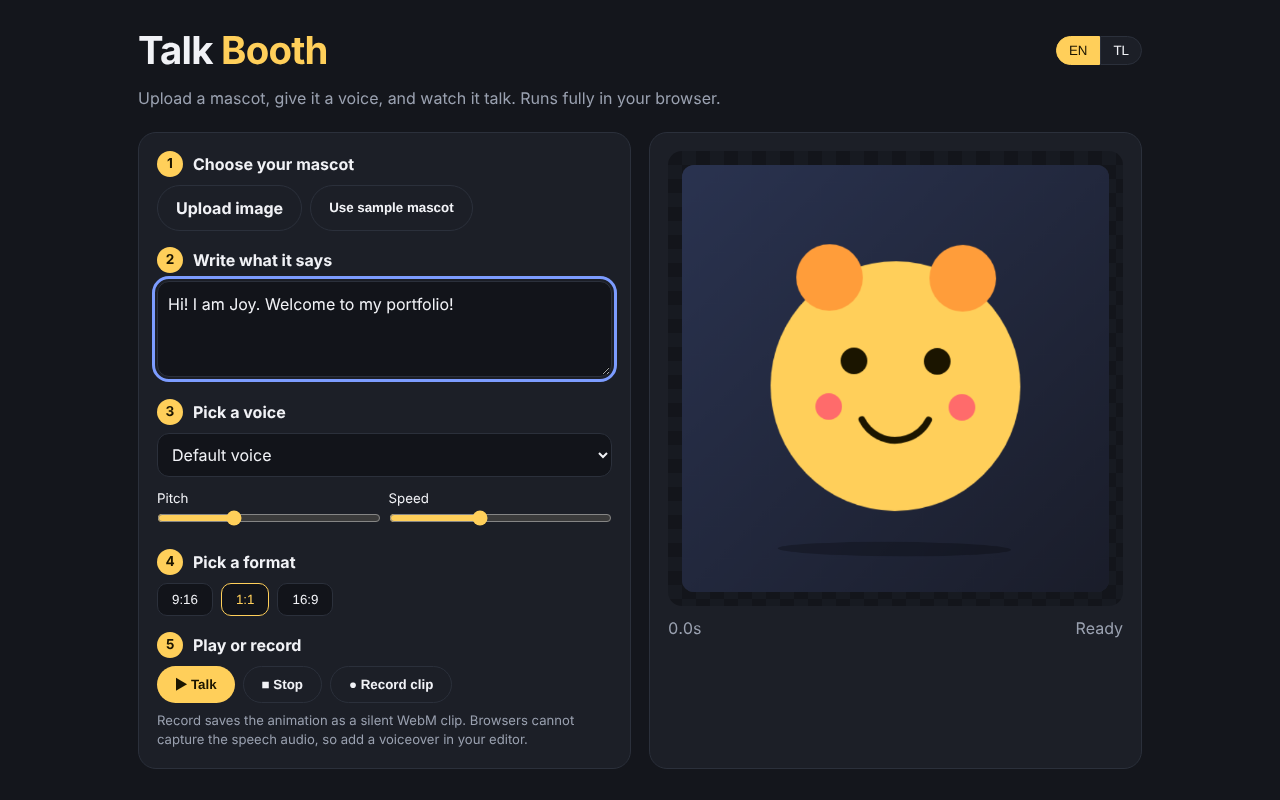 Talk Booth
EN TL
Upload a mascot, give it a voice, and watch it talk. Runs fully in your browser.
1 Choose your mascot
Upload image Use sample mascot
2 Write what it says
Hi! I am Joy. Welcome to my portfolio!
3 Pick a voice
Default voice
Pitch Speed
4 Pick a format
9:16 1:1 16:9
5 Play or record
▶ Talk ■ Stop ● Record clip
Record saves the animation as a silent WebM clip. Browsers cannot
capture the speech audio, so add a voiceover in your editor.
0.0s Ready